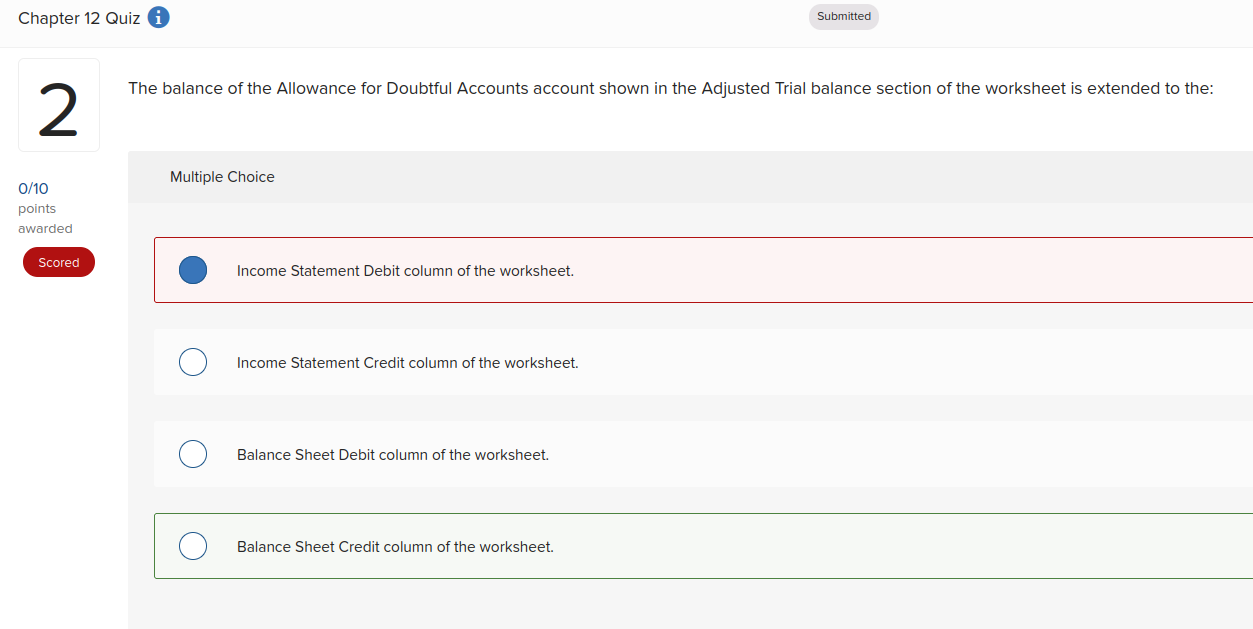 Chapter 12 Quiz i
Submitted
2
The balance of the Allowance for Doubtful Accounts account shown in the Adjusted Trial balance section of the worksheet is extended to the:
0/10
points
awarded
Scored
Multiple Choice
Income Statement Debit column of the worksheet.
Income Statement Credit column of the worksheet.
Balance Sheet Debit column of the worksheet.
Balance Sheet Credit column of the worksheet.